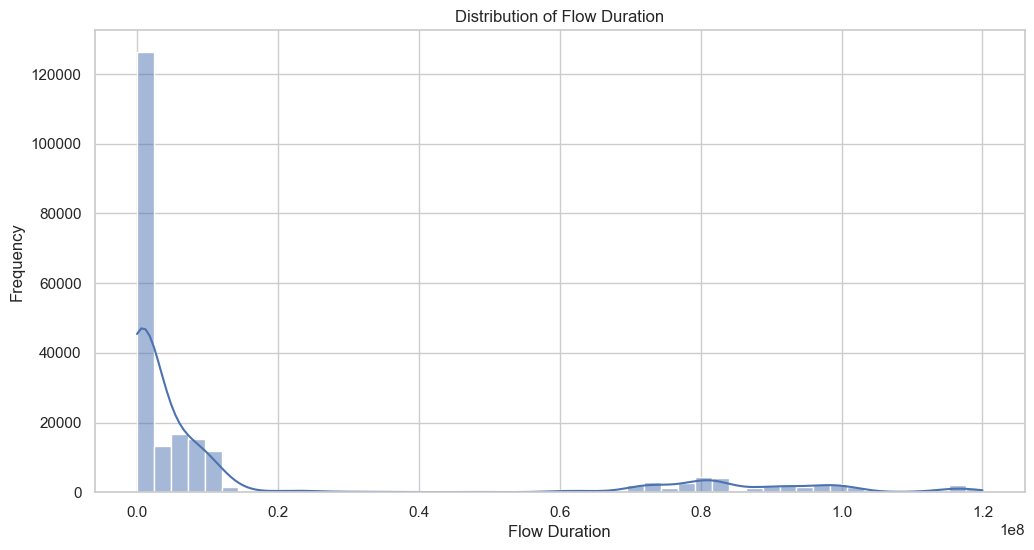 Distribution of Flow Duration
120000
100000
80000
60000
40000
20000
0
Frequency
0.0 0.2 0.4 0.6 0.8 1.0 1.2
1e8
Flow Duration